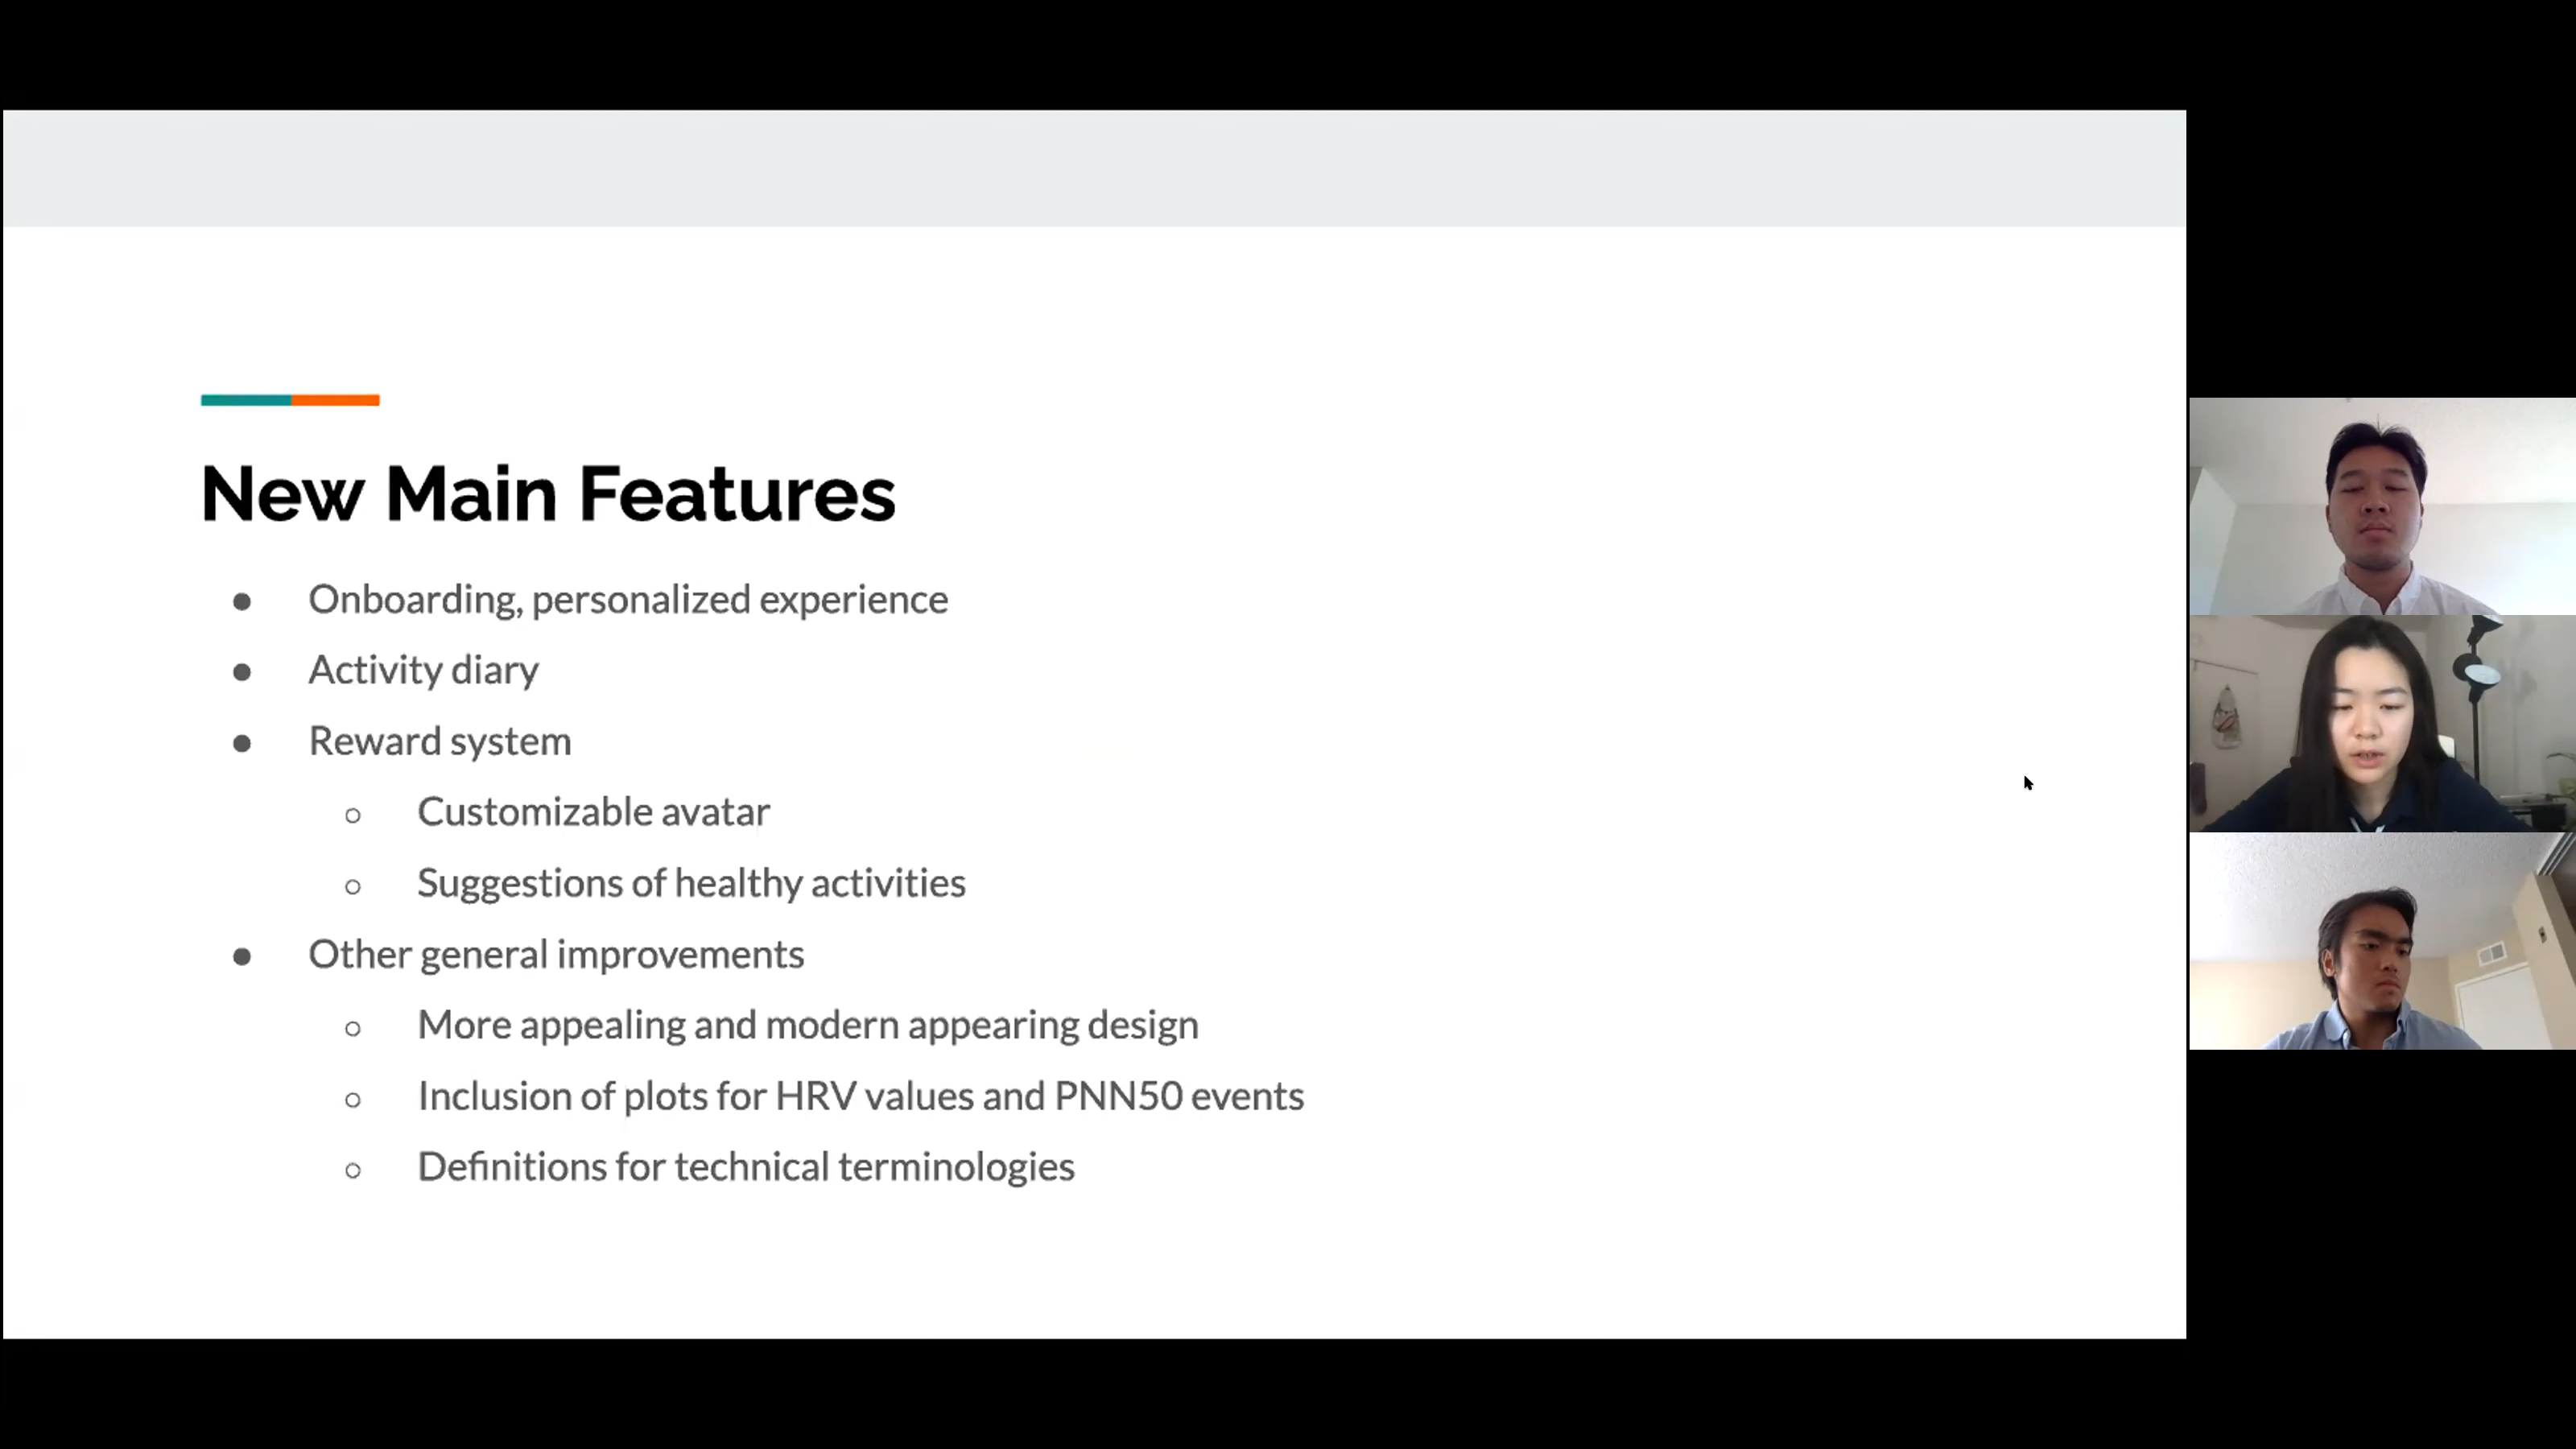 New Main Features
● Onboarding, personalized experience
● Activity diary
● Reward system
○ Customizable avatar
○ Suggestions of healthy activities
● Other general improvements
○ More appealing and modern appearing design
○ Inclusion of plots for HRV values and PNN50 events
○ Definitions for technical terminologies